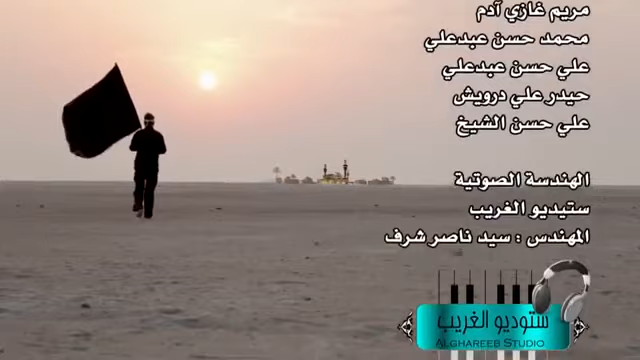 مريم غازي آدم
محمد حسن عبدعلي
علي حسن عبدعلي
حيدر علي درويش
علي حسن الشيخ
الهندسة الصوتية
ستيديو الغريب
المهندس : سيد ناصر شرف
ستوديو الغريب
ALGHAREEB STUDIO